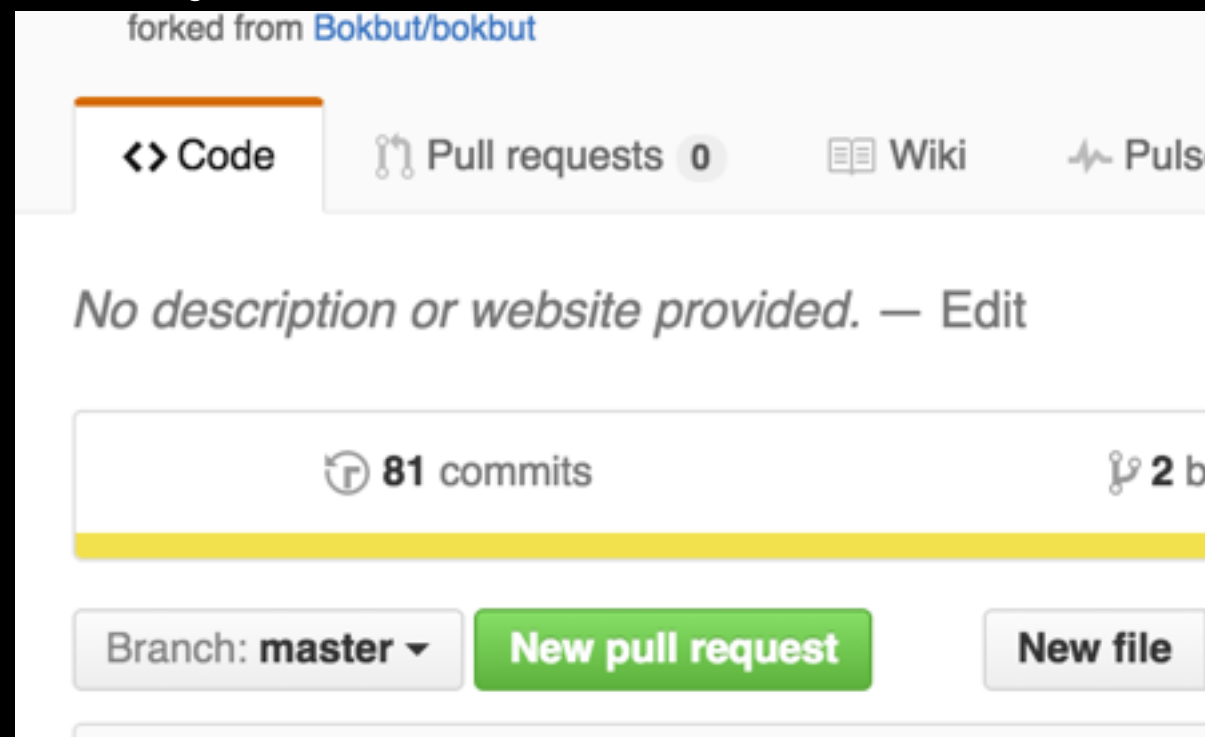 forked from Bokbut/bokbut
Code Pull requests 0 Wiki
No description or website provided. — Edit
81 commits 2
Branch: master New pull request New file